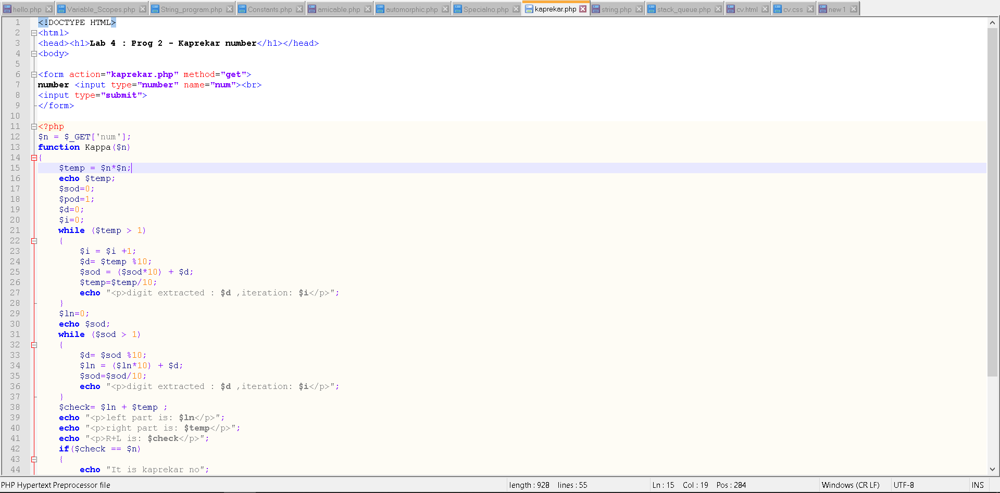 hello.php Variable_Scopes.php String_program.php Constants.php amicable.php automorphic.php Specialno.php kaprekar.php string.php stack_queue.php cv.html cv.css new 1
1 <!DOCTYPE HTML>
2 <html>
3 <head><h1>Lab 4 : Prog 2 - Kaprekar number</h1></head>
4 <body>
5
6 <form action="kaprekar.php" method="get">
7 number <input type="number" name="num"><br>
8 <input type="submit">
9 </form>
10
11 <?php
12 $n = $_GET['num'];
13 function Kappa($n)
14 {
15     $temp = $n*$n;
16     echo $temp;
17     $sod=0;
18     $pod=1;
19     $d=0;
20     $i=0;
21     while ($temp > 1)
22     {
23         $i = $i +1;
24         $d= $temp %10;
25         $sod = ($sod*10) + $d;
26         $temp=$temp/10;
27         echo "<p>digit extracted : $d ,iteration: $i</p>";
28     }
29     $ln=0;
30     echo $sod;
31     while ($sod > 1)
32     {
33         $d= $sod %10;
34         $ln = ($ln*10) + $d;
35         $sod=$sod/10;
36         echo "<p>digit extracted : $d ,iteration: $i</p>";
37     }
38     $check= $ln + $temp ;
39     echo "<p>left part is: $ln</p>";
40     echo "<p>right part is: $temp</p>";
41     echo "<p>R+L is: $check</p>";
42     if($check == $n)
43     {
44         echo "It is kaprekar no";
PHP Hypertext Preprocessor file length : 928 lines : 55 Ln : 15 Col : 19 Pos : 284 Windows (CR LF) UTF-8 INS